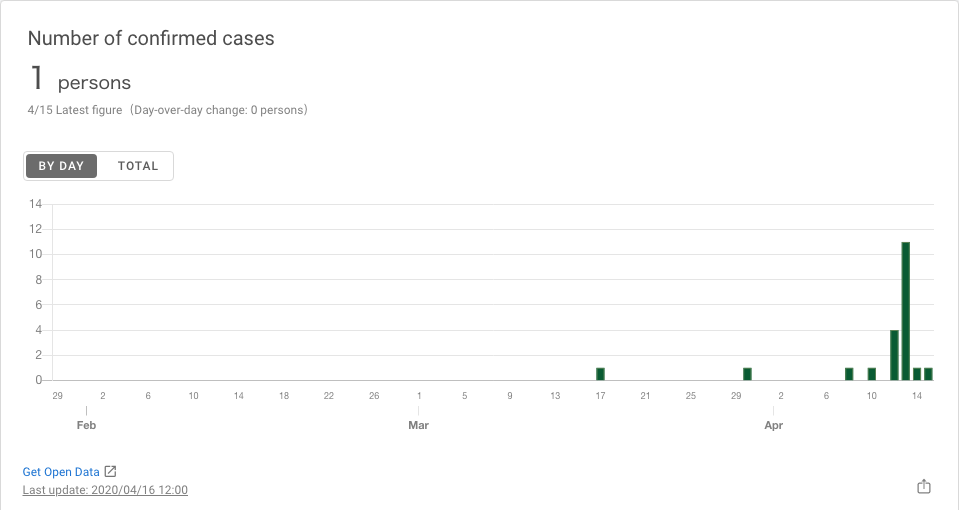 Number of confirmed cases
1 persons
4/15 Latest figure（Day-over-day change: 0 persons）
BY DAY TOTAL
14
12
10
8
6
4
2
0
29 2 6 10 14 18 22 26 1 5 9 13 17 21 25 29 2 6 10 14
Feb Mar Apr
Get Open Data
Last update: 2020/04/16 12:00